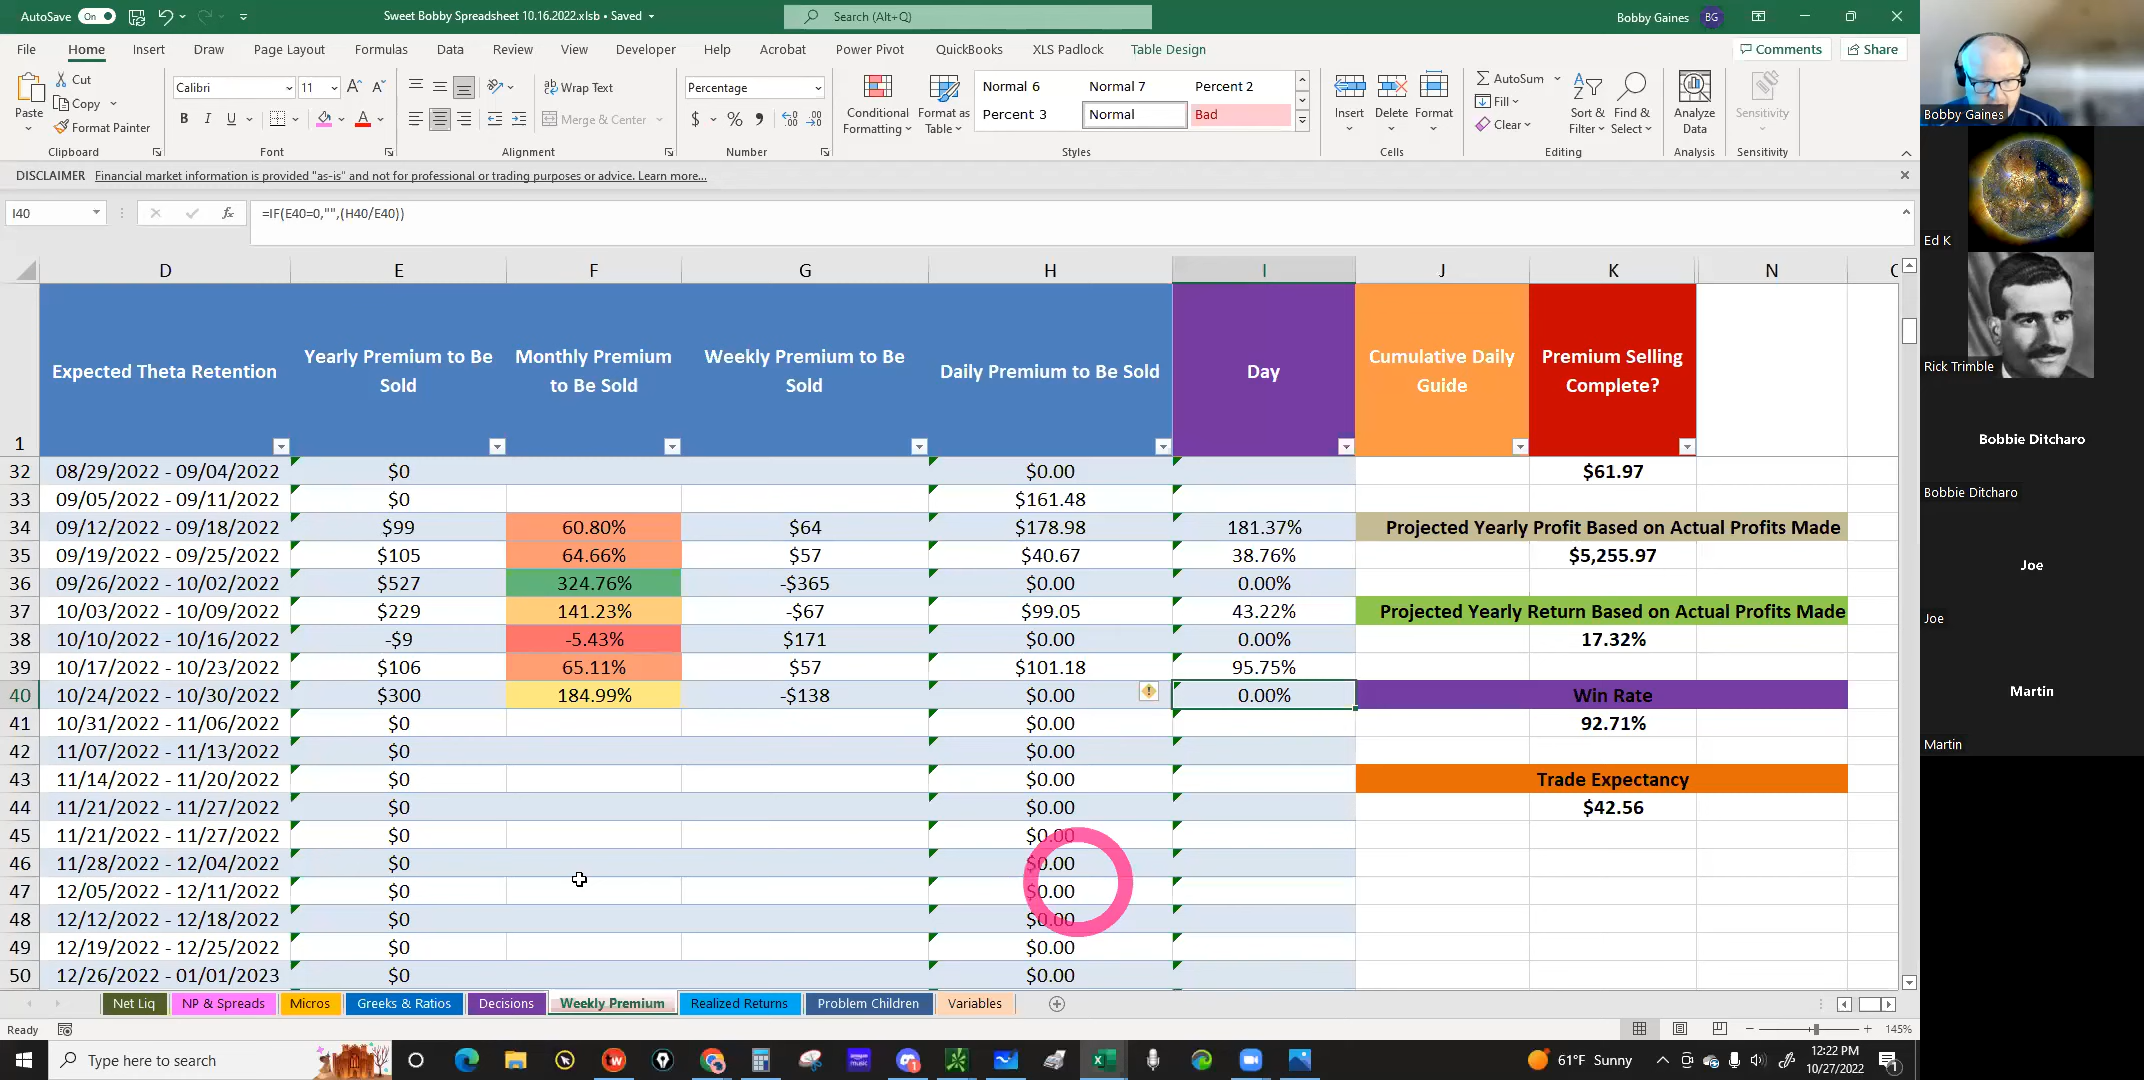 AutoSave On Sweet Bobby Spreadsheet 10.16.2022.xlsb • Saved Search (Alt+Q) Bobby Gaines BG
File Home Insert Draw Page Layout Formulas Data Review View Developer Help Acrobat Power Pivot QuickBooks XLS Padlock Table Design Comments Share
Paste Cut Copy Format Painter
Calibri 11 A A B I U A
ab Wrap Text Merge & Center
Percentage $ % 9
Conditional Formatting Format as Table
Normal 6 Normal 7 Percent 2
Percent 3 Normal Bad
Insert Delete Format
AutoSum Fill Clear
Sort & Filter Find & Select
Analyze Data Sensitivity
Clipboard Font Alignment Number Styles Cells Editing Analysis Sensitivity
DISCLAIMER Financial market information is provided "as-is" and not for professional or trading purposes or advice. Learn more...
I40 fx =IF(E40=0,"",(H40/E40))
D E F G H I J K N
1 Expected Theta Retention Yearly Premium to Be Sold Monthly Premium to Be Sold Weekly Premium to Be Sold Daily Premium to Be Sold Day Cumulative Daily Guide Premium Selling Complete?
32 08/29/2022 - 09/04/2022 $0 $0.00 $61.97
33 09/05/2022 - 09/11/2022 $0 $161.48
34 09/12/2022 - 09/18/2022 $99 60.80% $64 $178.98 181.37% Projected Yearly Profit Based on Actual Profits Made
35 09/19/2022 - 09/25/2022 $105 64.66% $57 $40.67 38.76% $5,255.97
36 09/26/2022 - 10/02/2022 $527 324.76% -$365 $0.00 0.00%
37 10/03/2022 - 10/09/2022 $229 141.23% -$67 $99.05 43.22% Projected Yearly Return Based on Actual Profits Made
38 10/10/2022 - 10/16/2022 -$9 -5.43% $171 $0.00 0.00% 17.32%
39 10/17/2022 - 10/23/2022 $106 65.11% $57 $101.18 95.75%
40 10/24/2022 - 10/30/2022 $300 184.99% -$138 $0.00 0.00% Win Rate
41 10/31/2022 - 11/06/2022 $0 $0.00 92.71%
42 11/07/2022 - 11/13/2022 $0 $0.00
43 11/14/2022 - 11/20/2022 $0 $0.00 Trade Expectancy
44 11/21/2022 - 11/27/2022 $0 $0.00 $42.56
45 11/21/2022 - 11/27/2022 $0 $0.00
46 11/28/2022 - 12/04/2022 $0 $0.00
47 12/05/2022 - 12/11/2022 $0 $0.00
48 12/12/2022 - 12/18/2022 $0 $0.00
49 12/19/2022 - 12/25/2022 $0 $0.00
50 12/26/2022 - 01/01/2023 $0 $0.00
Net Liq NP & Spreads Micros Greeks & Ratios Decisions Weekly Premium Realized Returns Problem Children Variables
Ready 145%
Type here to search tw amazon music 61°F Sunny 12:22 PM
10/27/2022
Bobby Gaines
Ed K
Rick Trimble
Bobbie Ditcharo
Bobbie Ditcharo
Joe
Joe
Martin
Martin